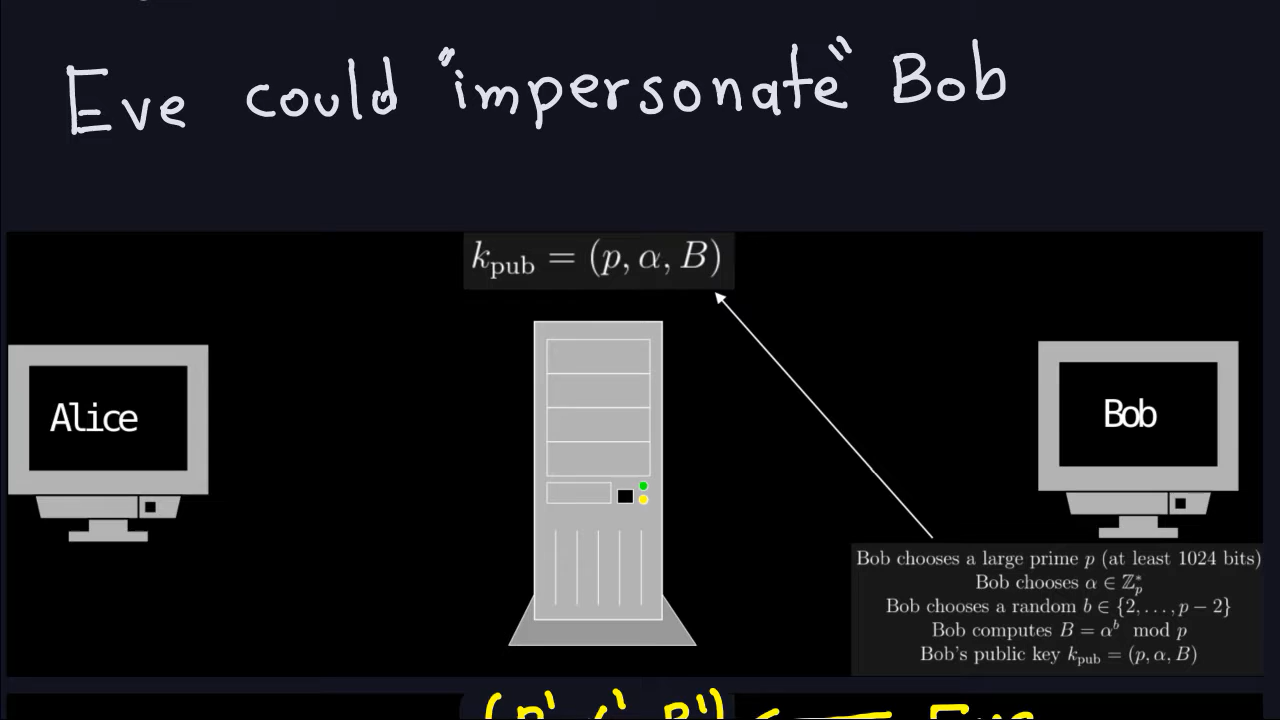 Eve could "impersonate" Bob
k_pub = (p, α, B)
Alice
Bob
Bob chooses a large prime p (at least 1024 bits)
Bob chooses α ∈ ℤ*_p
Bob chooses a random b ∈ {2, . . . , p − 2}
Bob computes B = α^b mod p
Bob's public key k_pub = (p, α, B)